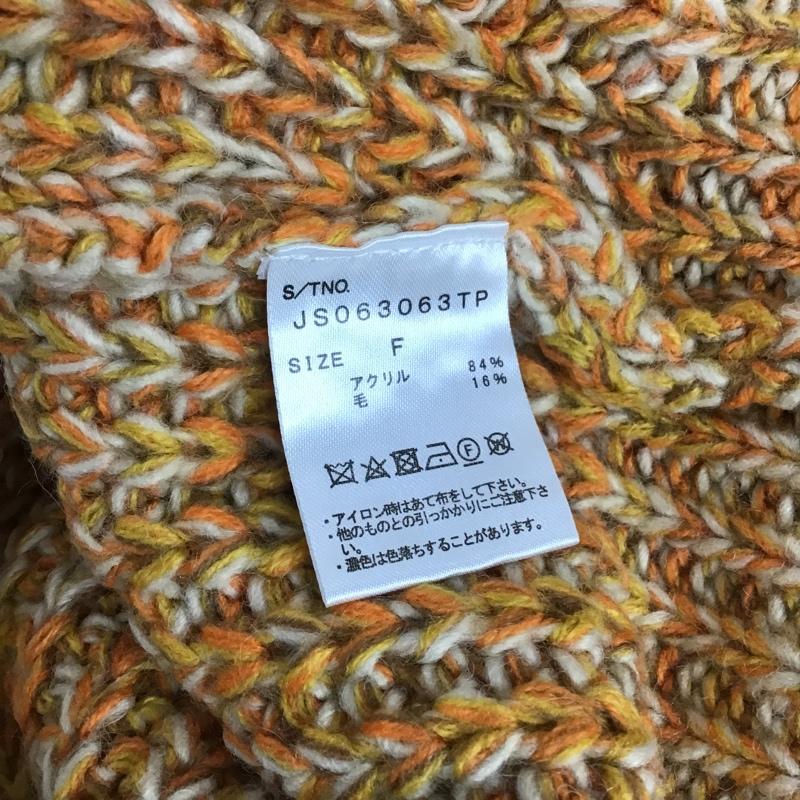 S/TNO.
JS063063TP
SIZE F
アクリル 84%
毛 16%
F
・アイロン時はあて布をして下さい。
・他のものとの引っかかりにご注意下さ
い。
・濃色は色落ちすることがあります。